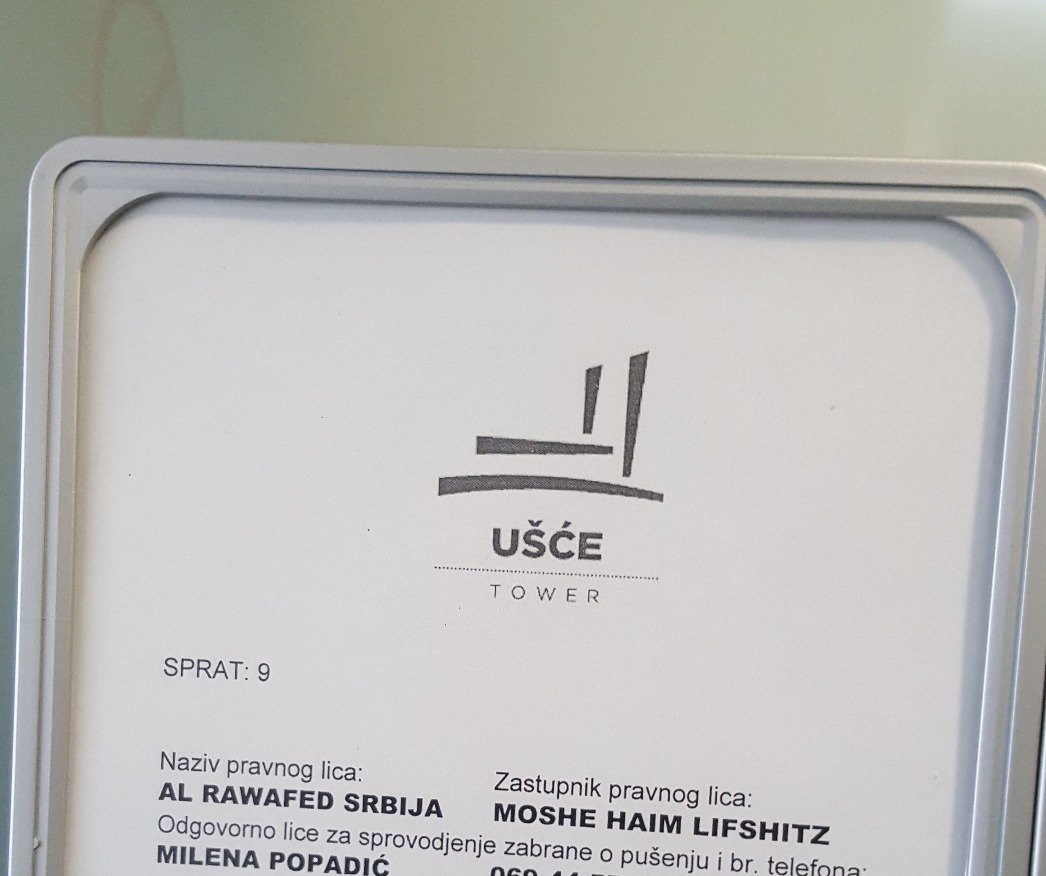 UŠĆE
TOWER
SPRAT: 9
Naziv pravnog lica:
AL RAWAFED SRBIJA
Zastupnik pravnog lica:
MOSHE HAIM LIFSHITZ
Odgovorno lice za sprovodjenje zabrane o pušenju i br. telefona:
MILENA POPADIĆ